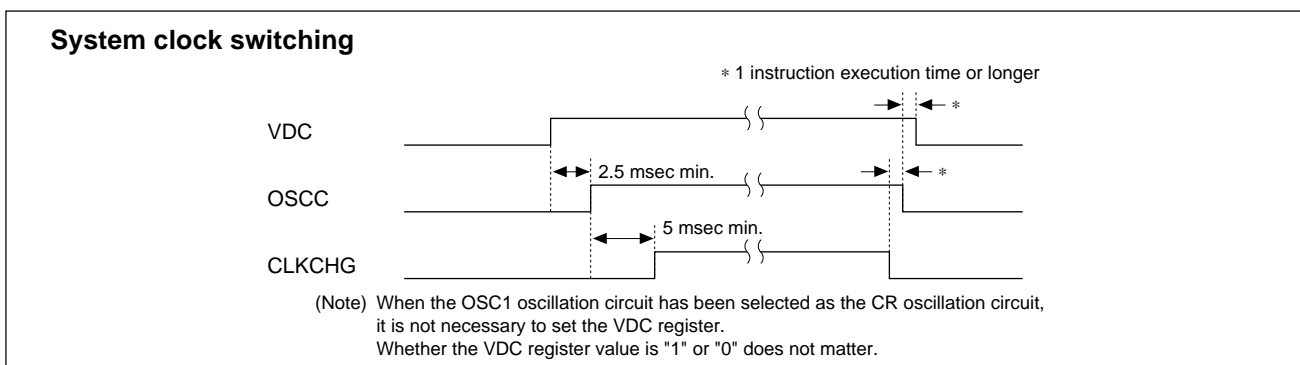 System clock switching
∗ 1 instruction execution time or longer
∗
VDC
2.5 msec min.
∗
OSCC
5 msec min.
CLKCHG
(Note) When the OSC1 oscillation circuit has been selected as the CR oscillation circuit,
it is not necessary to set the VDC register.
Whether the VDC register value is "1" or "0" does not matter.